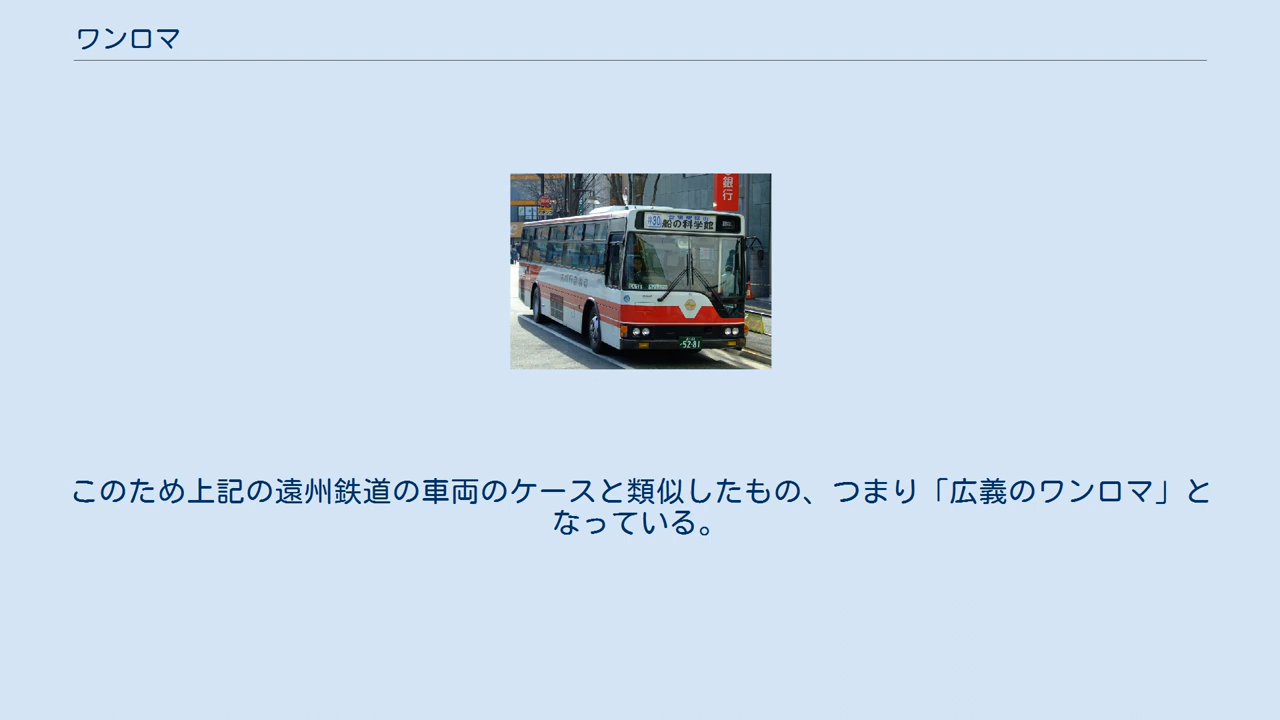 ワンロマ
銀行
船の科学館
52-81
このため上記の遠州鉄道の車両のケースと類似したもの、つまり「広義のワンロマ」と
なっている。